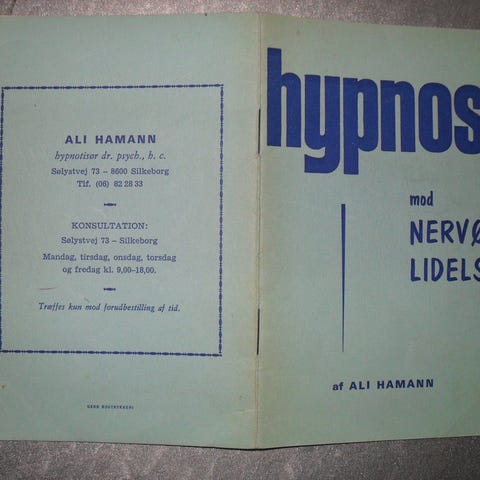 ALI HAMANN
hypnotisør dr. psych., h. c.
Sølystvej 73 – 8600 Silkeborg
Tlf. (06) 82 28 33
KONSULTATION:
Sølystvej 73 – Silkeborg
Mandag, tirsdag, onsdag, torsdag
og fredag kl. 9,00–18,00.
Træffes kun mod forudbestilling af tid.
hypnos
mod
NERVØ
LIDELS
af ALI HAMANN